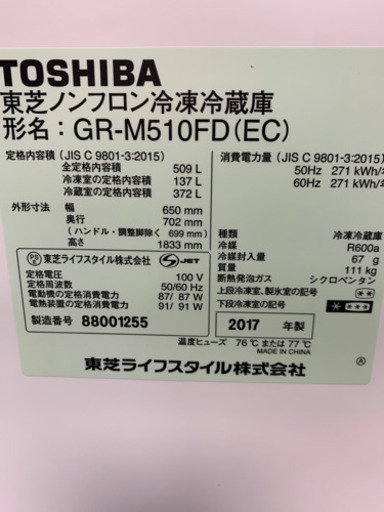 TOSHIBA
東芝ノンフロン冷凍冷蔵庫
形名：GR-M510FD(EC)
定格内容積（JIS C 9801-3:2015）
全定格内容積 509 L
冷凍室の定格内容積 137 L
冷蔵室の定格内容積 372 L
外形寸法 幅 650 mm
奥行 702 mm
（ハンドル・調整脚除く 699 mm）
高さ 1833 mm
消費電力量（JIS C 9801-3:2015）
50Hz 271 kWh/
60Hz 271 kWh/
種類 冷凍冷蔵庫
冷媒 R600a
冷媒封入量 67 g
質量 111 kg
断熱発泡ガス シクロペンタン
上段冷凍室、製氷室の記号 **
下段冷凍室の記号 ****
PS E 東芝ライフスタイル株式会社 S JET
定格電圧 100 V
定格周波数 50/60 Hz
電動機の定格消費電力 87/ 87 W
電熱装置の定格消費電力 91/ 91 W
製造番号 88001255
2017 年製
温度ヒューズ 76 ℃ または 77 ℃
MADE IN CHINA
東芝ライフスタイル株式会社
Ⓐ